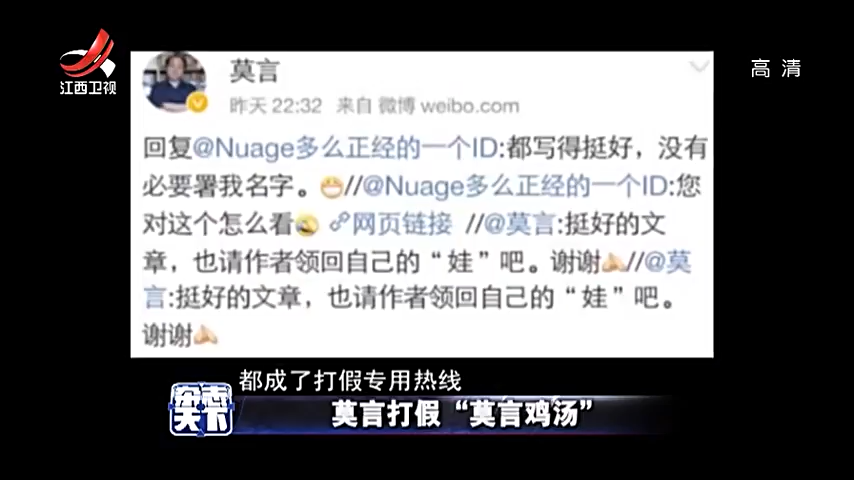 江西卫视
高清
莫言
昨天 22:32 来自 微博 weibo.com
回复@Nuage多么正经的一个ID:都写得挺好，没有
必要署我名字。//@Nuage多么正经的一个ID:您
对这个怎么看 网页链接 //@莫言:挺好的文
章，也请作者领回自己的“娃”吧。谢谢//@莫
言:挺好的文章，也请作者领回自己的“娃”吧。
谢谢
都成了打假专用热线
杂志
天下
莫言打假“莫言鸡汤”